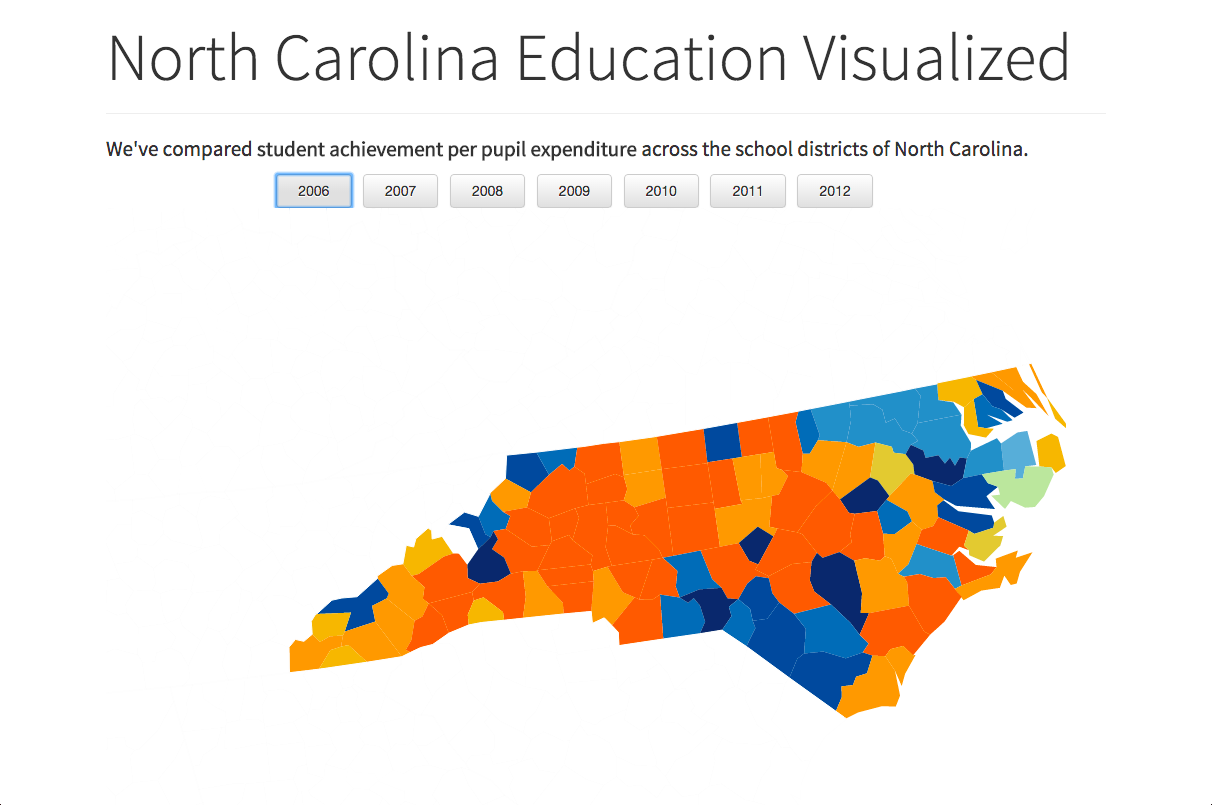 North Carolina Education Visualized
We've compared student achievement per pupil expenditure across the school districts of North Carolina.
2006 2007 2008 2009 2010 2011 2012